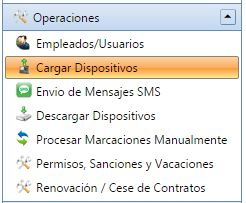 Operaciones
Empleados/Usuarios
Cargar Dispositivos
Envio de Mensajes SMS
Descargar Dispositivos
Procesar Marcaciones Manualmente
Permisos, Sanciones y Vacaciones
Renovación / Cese de Contratos